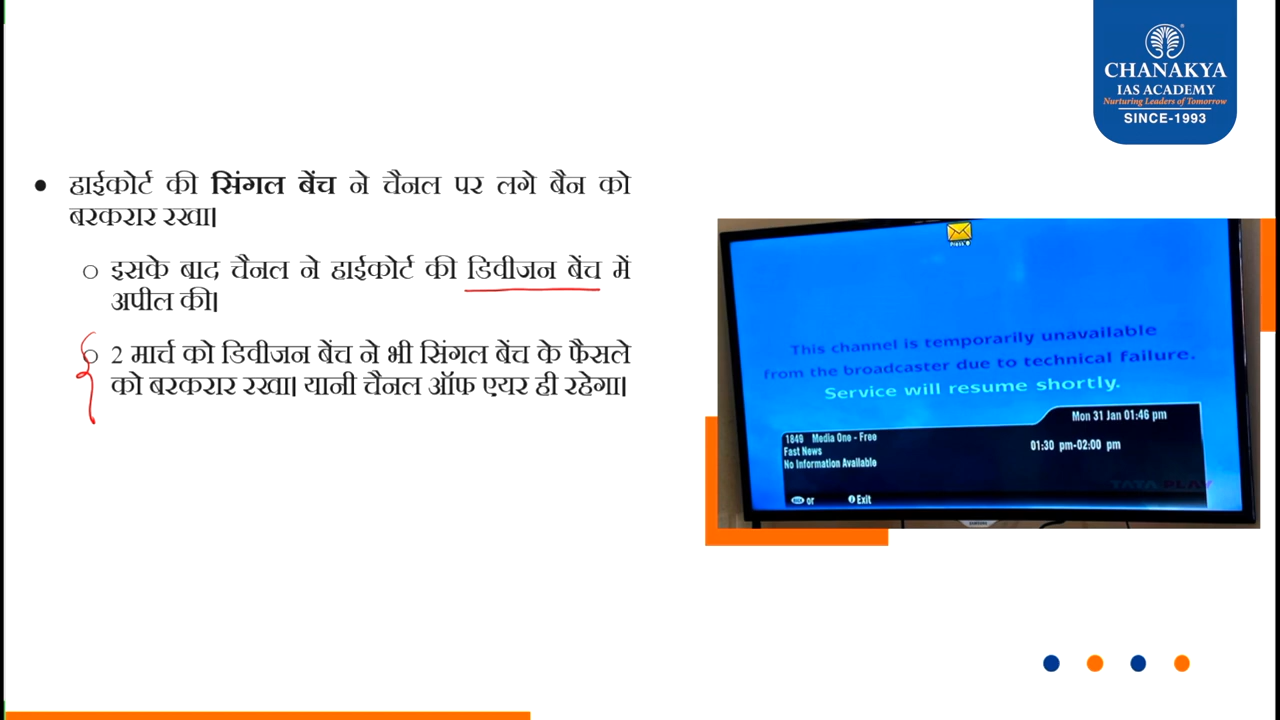 CHANAKYA
IAS ACADEMY
Nurturing Leaders of Tomorrow
SINCE-1993
• हाईकोर्ट की सिंगल बेंच ने चैनल पर लगे बैन को
बरकरार रखा।
○ इसके बाद चैनल ने हाईकोर्ट की डिवीजन बेंच में
अपील की।
○ 2 मार्च को डिवीजन बेंच ने भी सिंगल बेंच के फैसले
को बरकरार रखा। यानी चैनल ऑफ एयर ही रहेगा।
This channel is temporarily unavailable
from the broadcaster due to technical failure.
Service will resume shortly.
Mon 31 Jan 01:46 pm
1849 Media One - Free
Fast News
01:30 pm-02:00 pm
No Information Available
TATA PLAY
or Exit